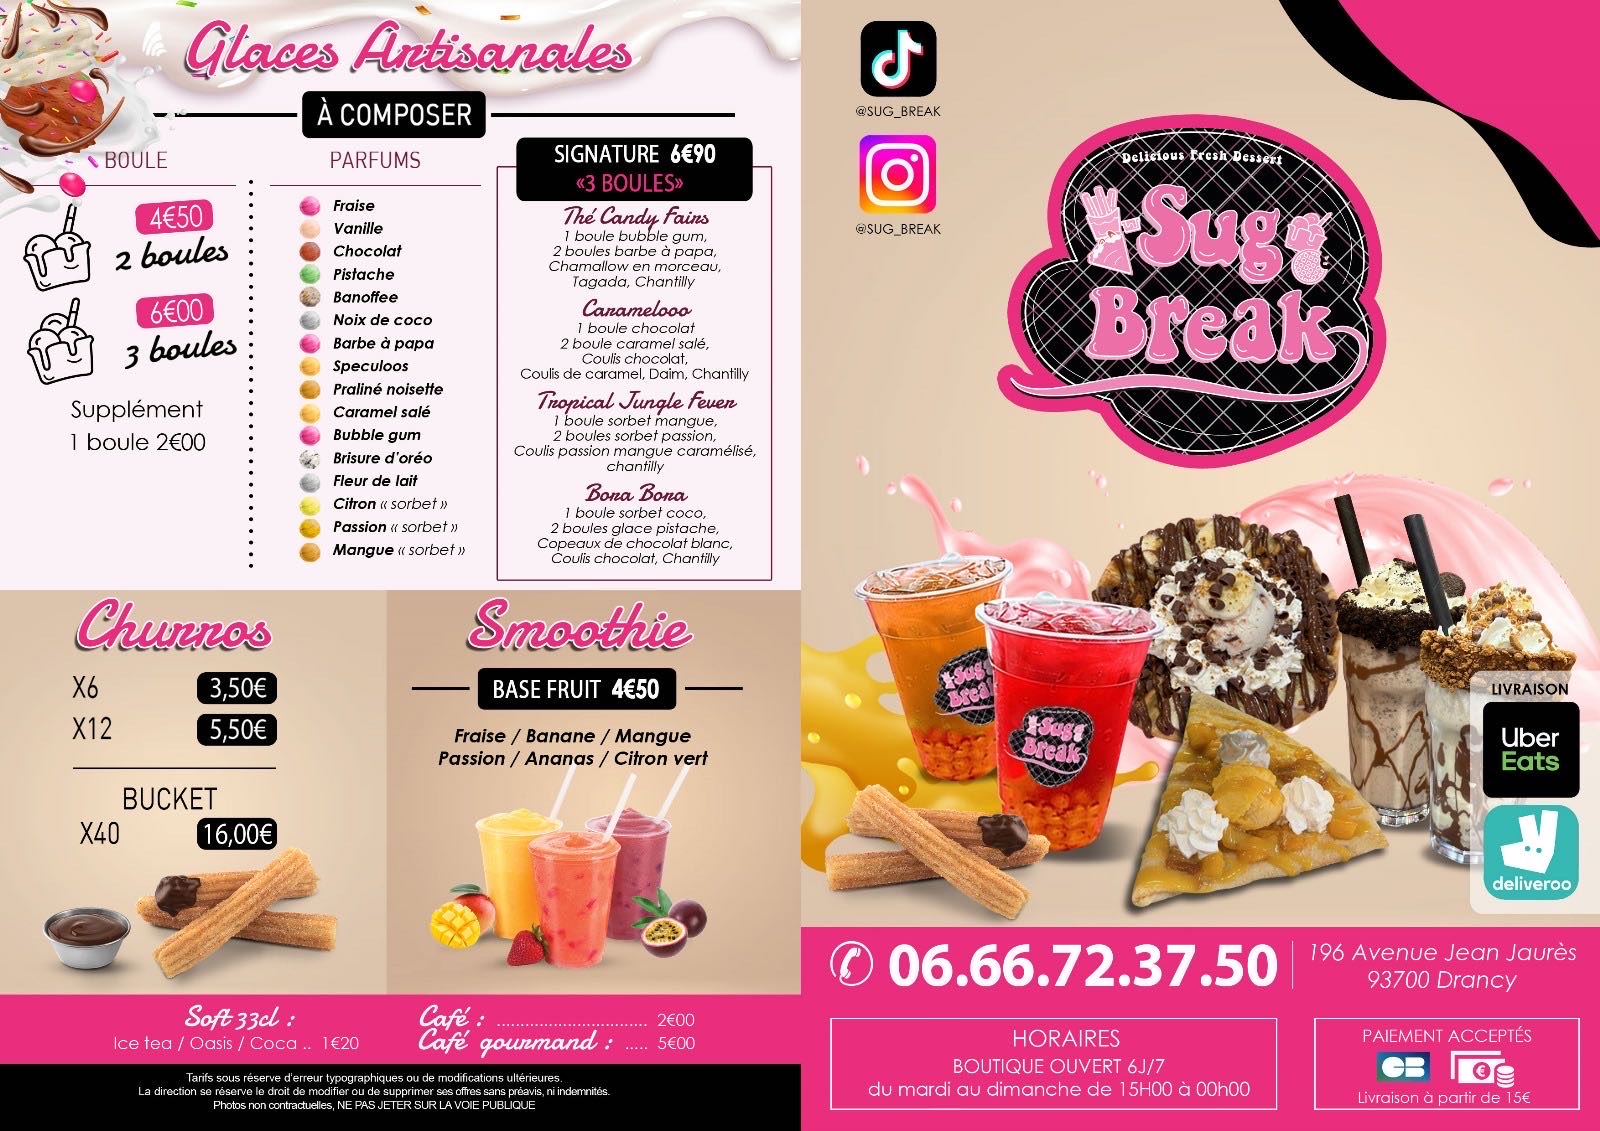 Glaces Artisanales
À COMPOSER
BOULE
4€50
2 boules
6€00
3 boules
Supplément
1 boule 2€00
PARFUMS
Fraise
Vanille
Chocolat
Pistache
Banoffee
Noix de coco
Barbe à papa
Speculoos
Praliné noisette
Caramel salé
Bubble gum
Brisure d'oréo
Fleur de lait
Citron « sorbet »
Passion « sorbet »
Mangue « sorbet »
SIGNATURE 6€90
«3 BOULES»
Thé Candy Fairs
1 boule bubble gum,
2 boules barbe à papa,
Chamallow en morceau,
Tagada, Chantilly
Caramelooo
1 boule chocolat
2 boule caramel salé,
Coulis chocolat,
Coulis de caramel, Daim, Chantilly
Tropical Jungle Fever
1 boule sorbet mangue,
2 boules sorbet passion,
Coulis passion mangue caramélisé,
chantilly
Bora Bora
1 boule sorbet coco,
2 boules glace pistache,
Copeaux de chocolat blanc,
Coulis chocolat, Chantilly
Churros
X6 3,50€
X12 5,50€
BUCKET
X40 16,00€
Smoothie
BASE FRUIT 4€50
Fraise / Banane / Mangue
Passion / Ananas / Citron vert
Soft 33cl :
Ice tea / Oasis / Coca .. 1€20
Café : ................................ 2€00
Café gourmand : ..... 5€00
Tarifs sous réserve d'erreur typographiques ou de modifications ultérieures.
La direction se réserve le droit de modifier ou de supprimer ses offres sans préavis, ni indemnités.
Photos non contractuelles, NE PAS JETER SUR LA VOIE PUBLIQUE
@SUG_BREAK
@SUG_BREAK
Delicious Fresh Dessert
Sug
Break
Sug
Break
Sug
Break
LIVRAISON
Uber
Eats
deliveroo
06.66.72.37.50
196 Avenue Jean Jaurès
93700 Drancy
HORAIRES
BOUTIQUE OUVERT 6J/7
du mardi au dimanche de 15H00 à 00h00
PAIEMENT ACCEPTÉS
CB
€
Livraison à partir de 15€